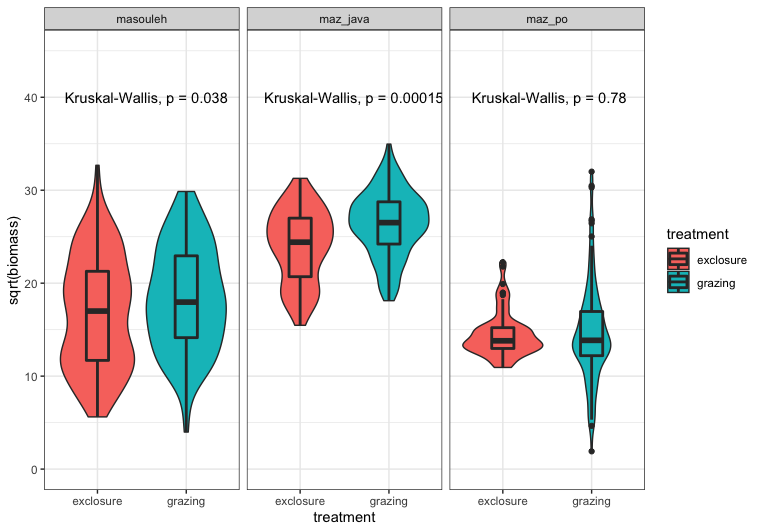 masouleh maz_java maz_po
Kruskal-Wallis, p = 0.038 Kruskal-Wallis, p = 0.00015 Kruskal-Wallis, p = 0.78
40
30
20
10
0
sqrt(biomass)
exclosure grazing exclosure grazing exclosure grazing
treatment
treatment
exclosure
grazing